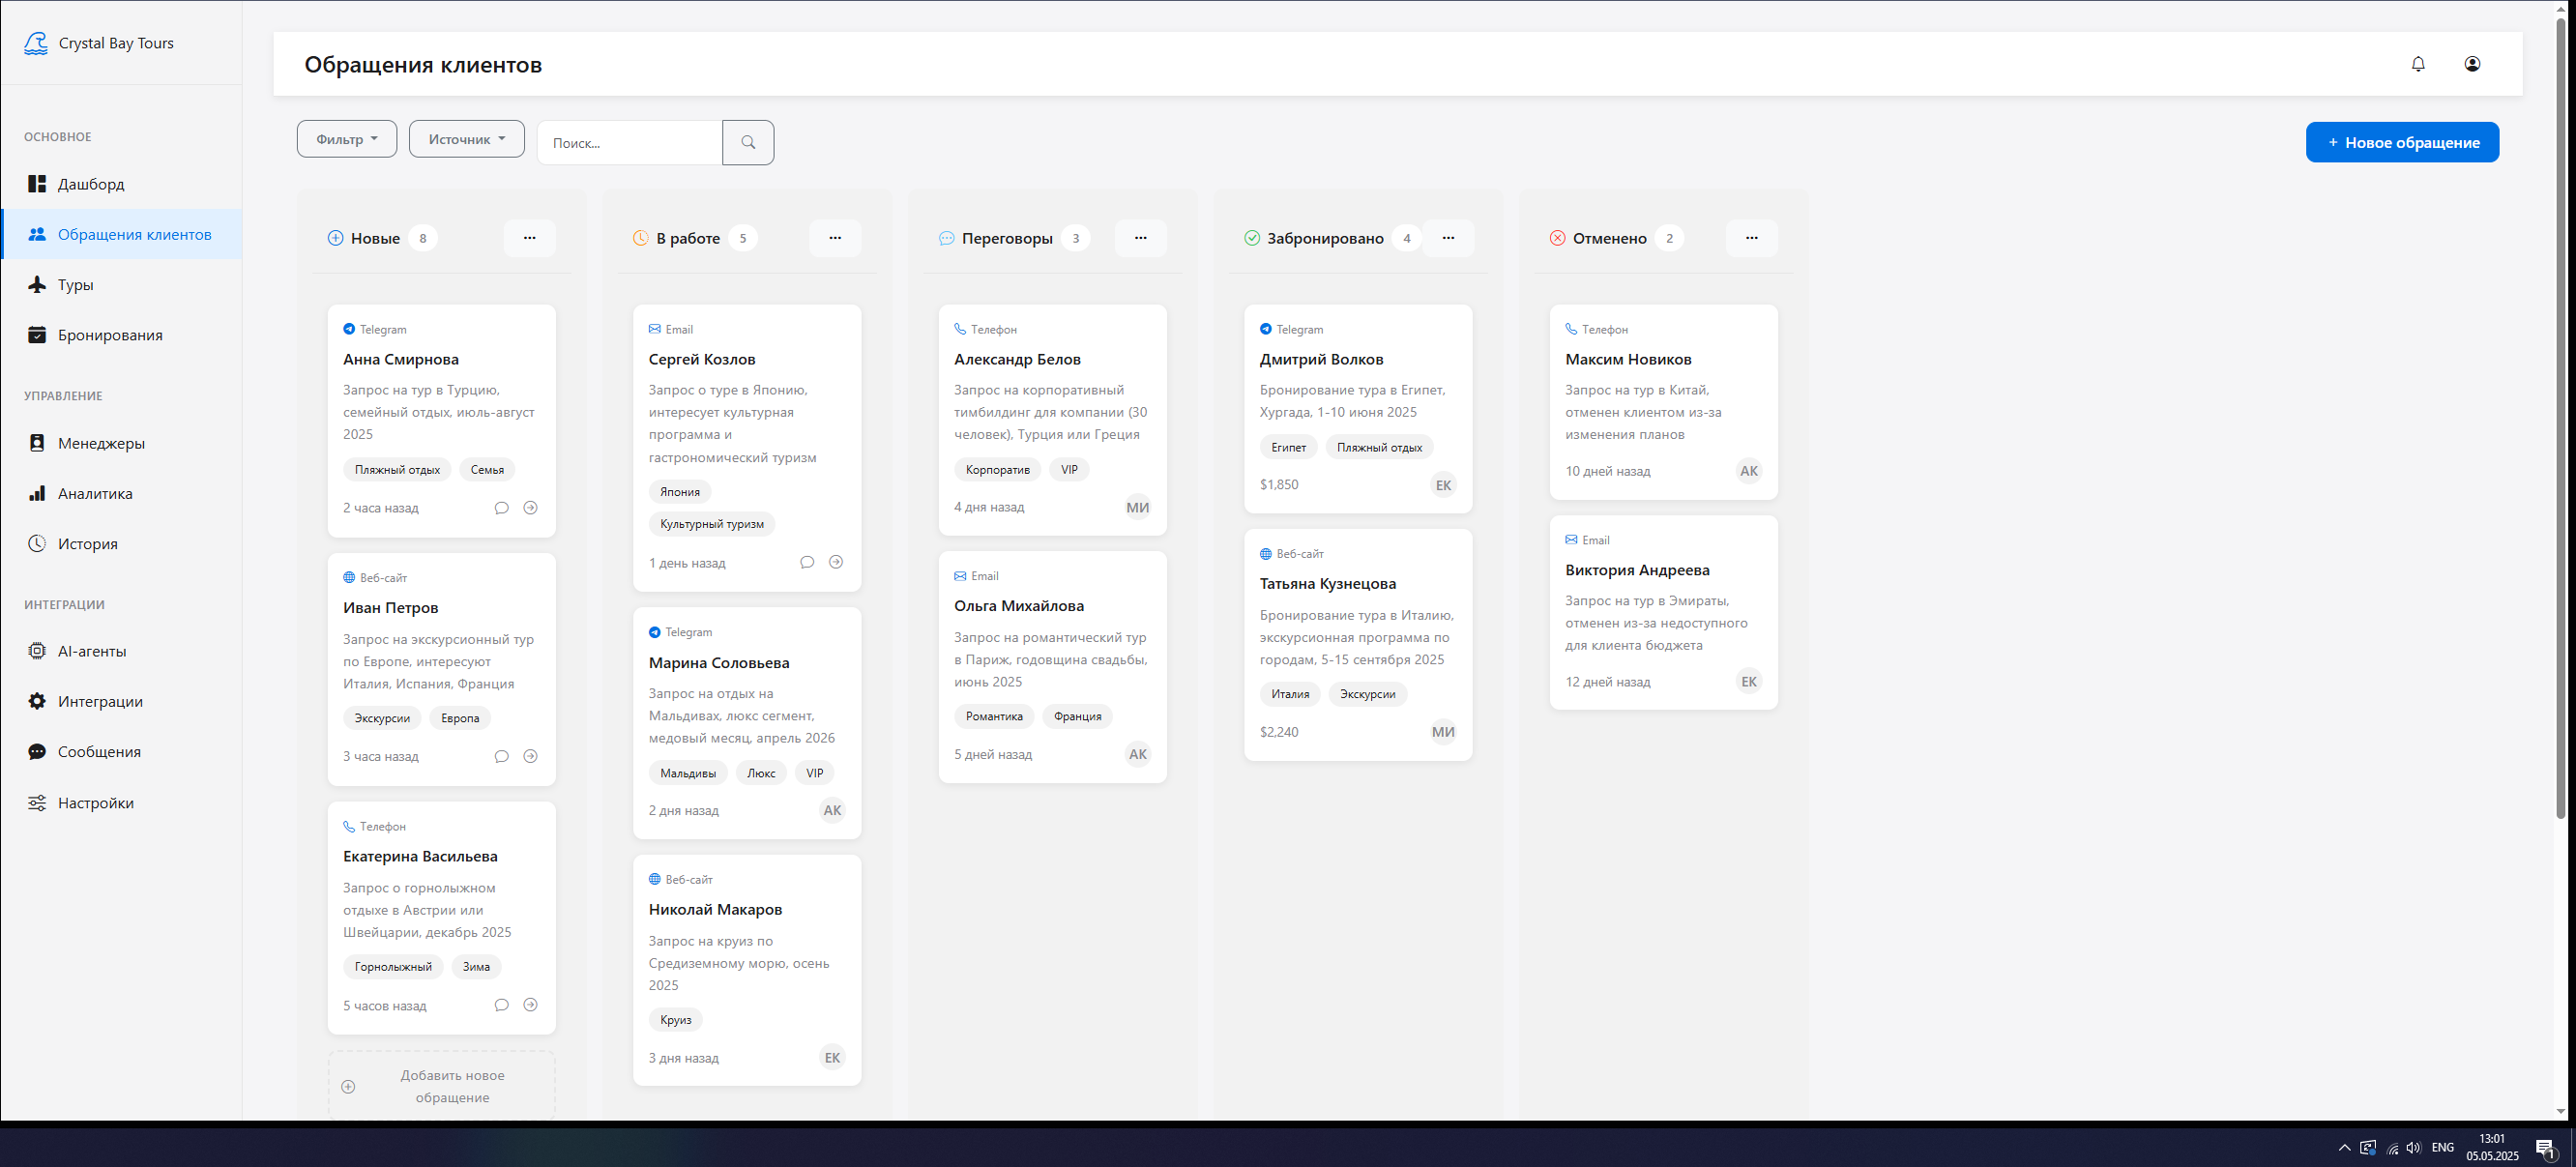 Crystal Bay Tours
ОСНОВНОЕ
Дашборд
Обращения клиентов
Туры
Бронирования
УПРАВЛЕНИЕ
Менеджеры
Аналитика
История
ИНТЕГРАЦИИ
AI-агенты
Интеграции
Сообщения
Настройки
Обращения клиентов
Фильтр
Источник
Поиск...
+ Новое обращение
Новые 8 ...
Telegram
Анна Смирнова
Запрос на тур в Турцию,
семейный отдых, июль-август
2025
Пляжный отдых Семья
2 часа назад
Веб-сайт
Иван Петров
Запрос на экскурсионный тур
по Европе, интересуют
Италия, Испания, Франция
Экскурсии Европа
3 часа назад
Телефон
Екатерина Васильева
Запрос о горнолыжном
отдыхе в Австрии или
Швейцарии, декабрь 2025
Горнолыжный Зима
5 часов назад
Добавить новое
обращение
В работе 5 ...
Email
Сергей Козлов
Запрос о туре в Японию,
интересует культурная
программа и
гастрономический туризм
Япония
Культурный туризм
1 день назад
Telegram
Марина Соловьева
Запрос на отдых на
Мальдивах, люкс сегмент,
медовый месяц, апрель 2026
Мальдивы Люкс VIP
2 дня назад АК
Веб-сайт
Николай Макаров
Запрос на круиз по
Средиземному морю, осень
2025
Круиз
3 дня назад ЕК
Переговоры 3 ...
Телефон
Александр Белов
Запрос на корпоративный
тимбилдинг для компании (30
человек), Турция или Греция
Корпоратив VIP
4 дня назад МИ
Email
Ольга Михайлова
Запрос на романтический тур
в Париж, годовщина свадьбы,
июнь 2025
Романтика Франция
5 дней назад АК
Забронировано 4 ...
Telegram
Дмитрий Волков
Бронирование тура в Египет,
Хургада, 1-10 июня 2025
Египет Пляжный отдых
$1,850 ЕК
Веб-сайт
Татьяна Кузнецова
Бронирование тура в Италию,
экскурсионная программа по
городам, 5-15 сентября 2025
Италия Экскурсии
$2,240 МИ
Отменено 2 ...
Телефон
Максим Новиков
Запрос на тур в Китай,
отменен клиентом из-за
изменения планов
10 дней назад АК
Email
Виктория Андреева
Запрос на тур в Эмираты,
отменен из-за недоступного
для клиента бюджета
12 дней назад ЕК
ENG
13:01
05.05.2025
1